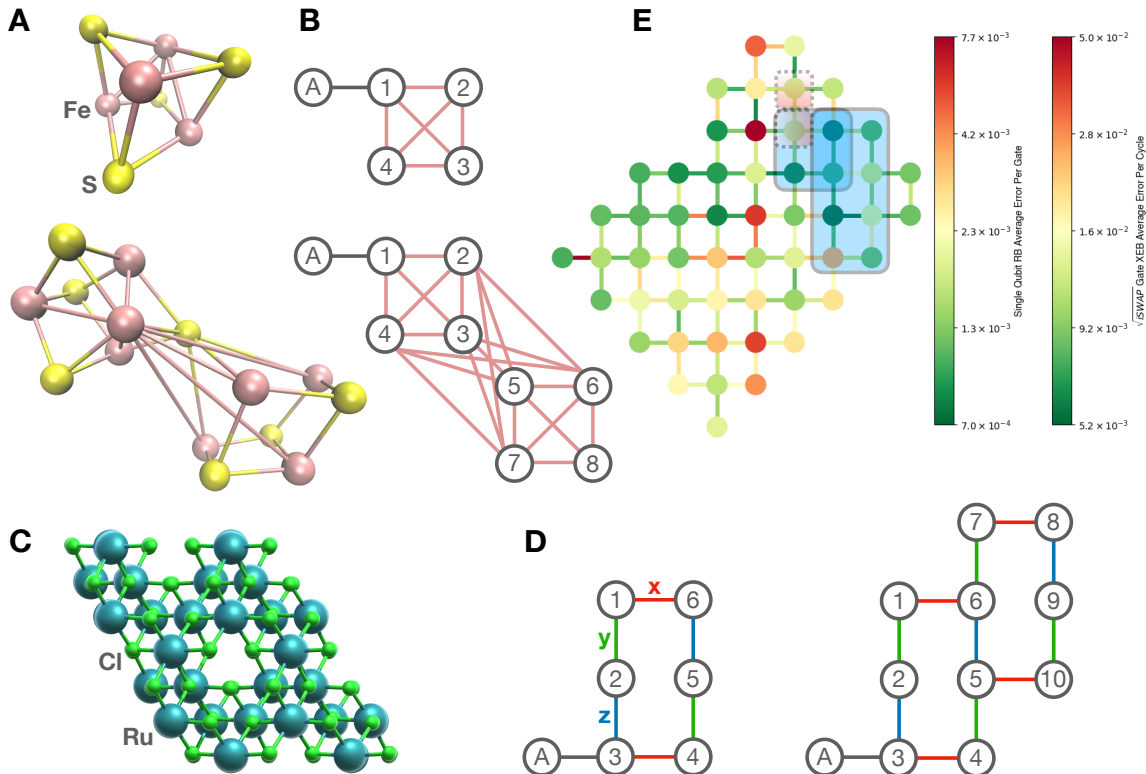 A
Fe
S
B
A 1 2
4 3
A 1 2
4 3
5 6
7 8
C
Cl
Ru
D
x
y
z
1 6
2 5
A 3 4
7 8
1 6 9
2 5 10
A 3 4
E
7.7 × 10⁻³
4.2 × 10⁻³
2.3 × 10⁻³
1.3 × 10⁻³
7.0 × 10⁻⁴
Single Qubit RB Average Error Per Gate
5.0 × 10⁻²
2.8 × 10⁻²
1.6 × 10⁻²
9.2 × 10⁻³
5.2 × 10⁻³
√iSWAP Gate XEB Average Error Per Cycle